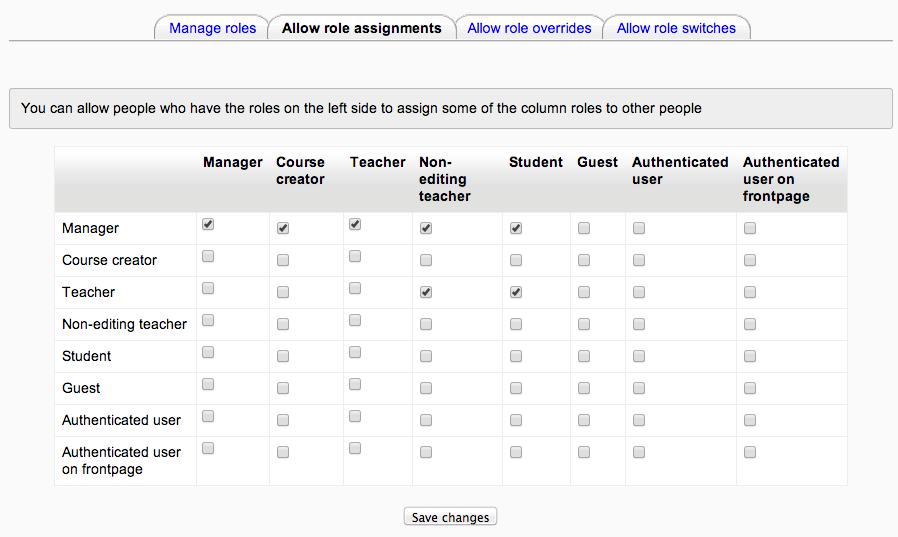 Manage roles Allow role assignments Allow role overrides Allow role switches
You can allow people who have the roles on the left side to assign some of the column roles to other people
Manager Course creator Teacher Non-editing teacher Student Guest Authenticated user Authenticated user on frontpage
Manager
Course creator
Teacher
Non-editing teacher
Student
Guest
Authenticated user
Authenticated user
on frontpage
Save changes